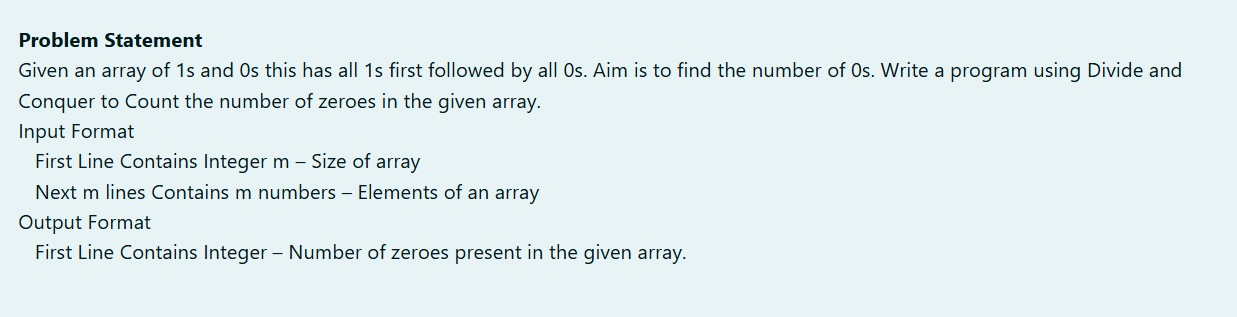 Problem Statement
Given an array of 1s and 0s this has all 1s first followed by all 0s. Aim is to find the number of 0s. Write a program using Divide and
Conquer to Count the number of zeroes in the given array.
Input Format
First Line Contains Integer m – Size of array
Next m lines Contains m numbers – Elements of an array
Output Format
First Line Contains Integer – Number of zeroes present in the given array.